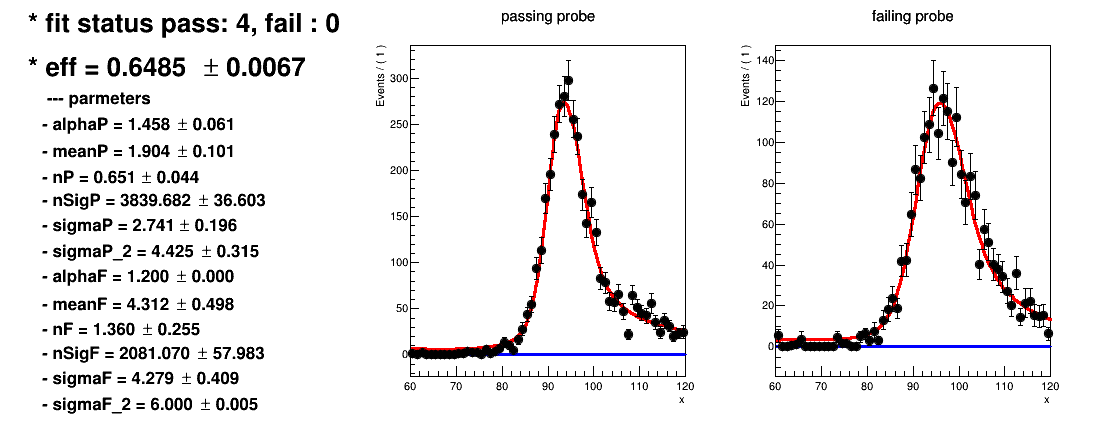 * fit status pass: 4, fail : 0
* eff = 0.6485 ± 0.0067
--- parmeters
- alphaP = 1.458 ± 0.061
- meanP = 1.904 ± 0.101
- nP = 0.651 ± 0.044
- nSigP = 3839.682 ± 36.603
- sigmaP = 2.741 ± 0.196
- sigmaP_2 = 4.425 ± 0.315
- alphaF = 1.200 ± 0.000
- meanF = 4.312 ± 0.498
- nF = 1.360 ± 0.255
- nSigF = 2081.070 ± 57.983
- sigmaF = 4.279 ± 0.409
- sigmaF_2 = 6.000 ± 0.005
passing probe
Events / ( 1 )
300
250
200
150
100
50
0
60 70 80 90 100 110 120
x
failing probe
Events / ( 1 )
140
120
100
80
60
40
20
0
60 70 80 90 100 110 120
x